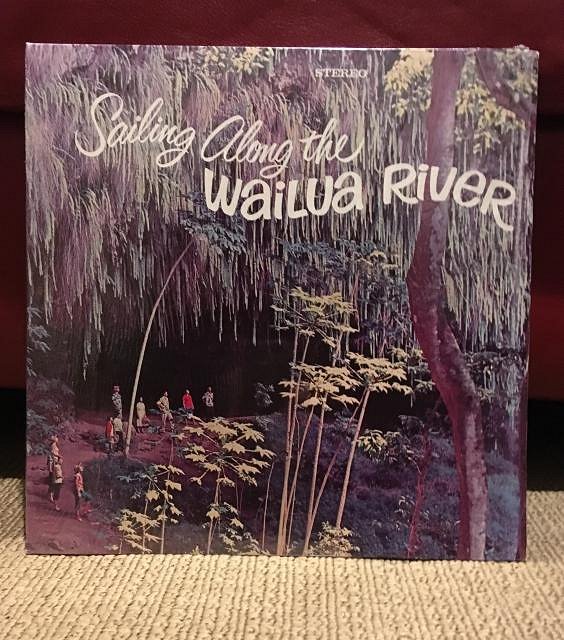 STEREO
Sailing Along the
WaiLUa RiveR